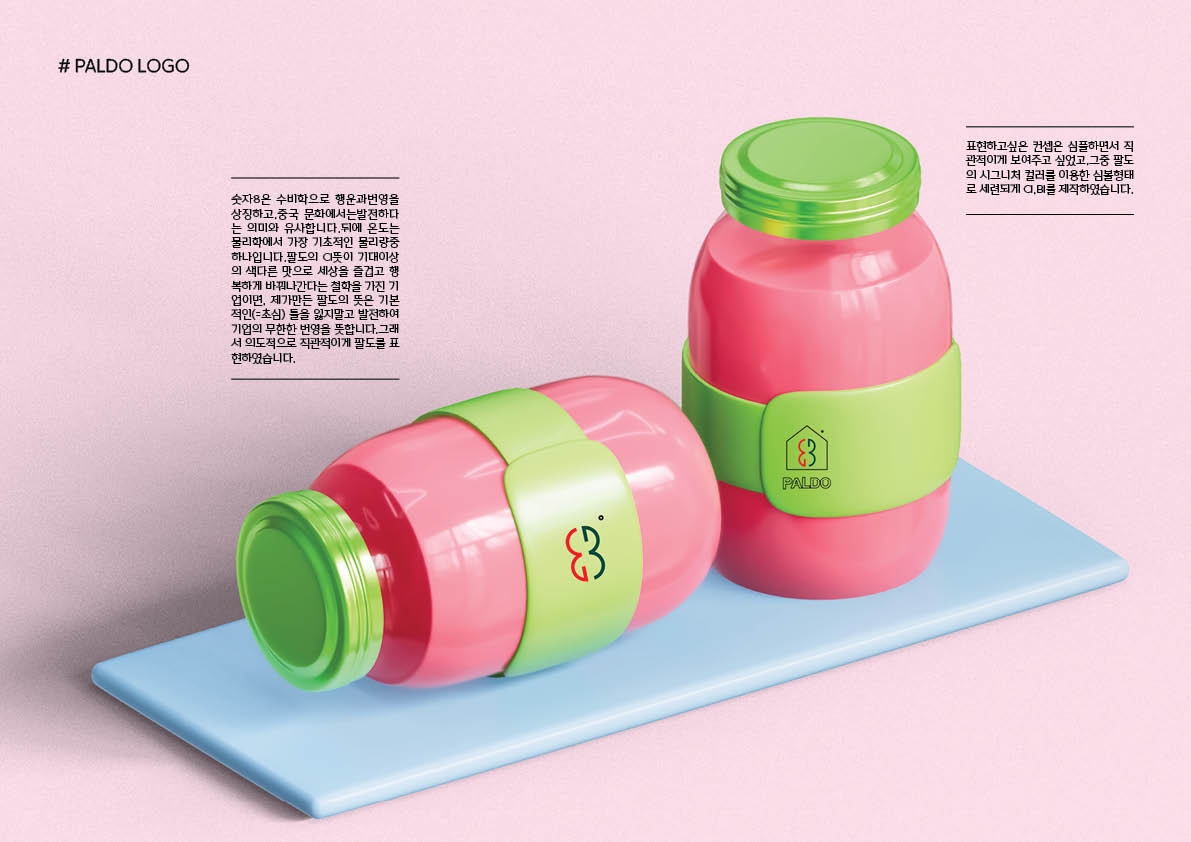 # PALDO LOGO
숫자8은 수비학으로 행운과번영을
상징하고,중국 문화에서는발전하다
는 의미와 유사합니다.뒤에 온도는
물리학에서 가장 기초적인 물리량중
하나입니다.팔도의 CI뜻이 기대이상
의 색다른 맛으로 세상을 즐겁고 행
복하게 바꿔나간다는 철학을 가진 기
업이면, 제가만든 팔도의 뜻은 기본
적인(=초심) 들을 잃지말고 발전하여
기업의 무한한 번영을 뜻합니다.그래
서 의도적으로 직관적이게 팔도를 표
현하였습니다.
표현하고싶은 컨셉은 심플하면서 직
관적이게 보여주고 싶었고,그중 팔도
의 시그니처 컬러를 이용한 심볼형태
로 세련되게 CI,BI를 제작하였습니다.
8°
8°
PALDO